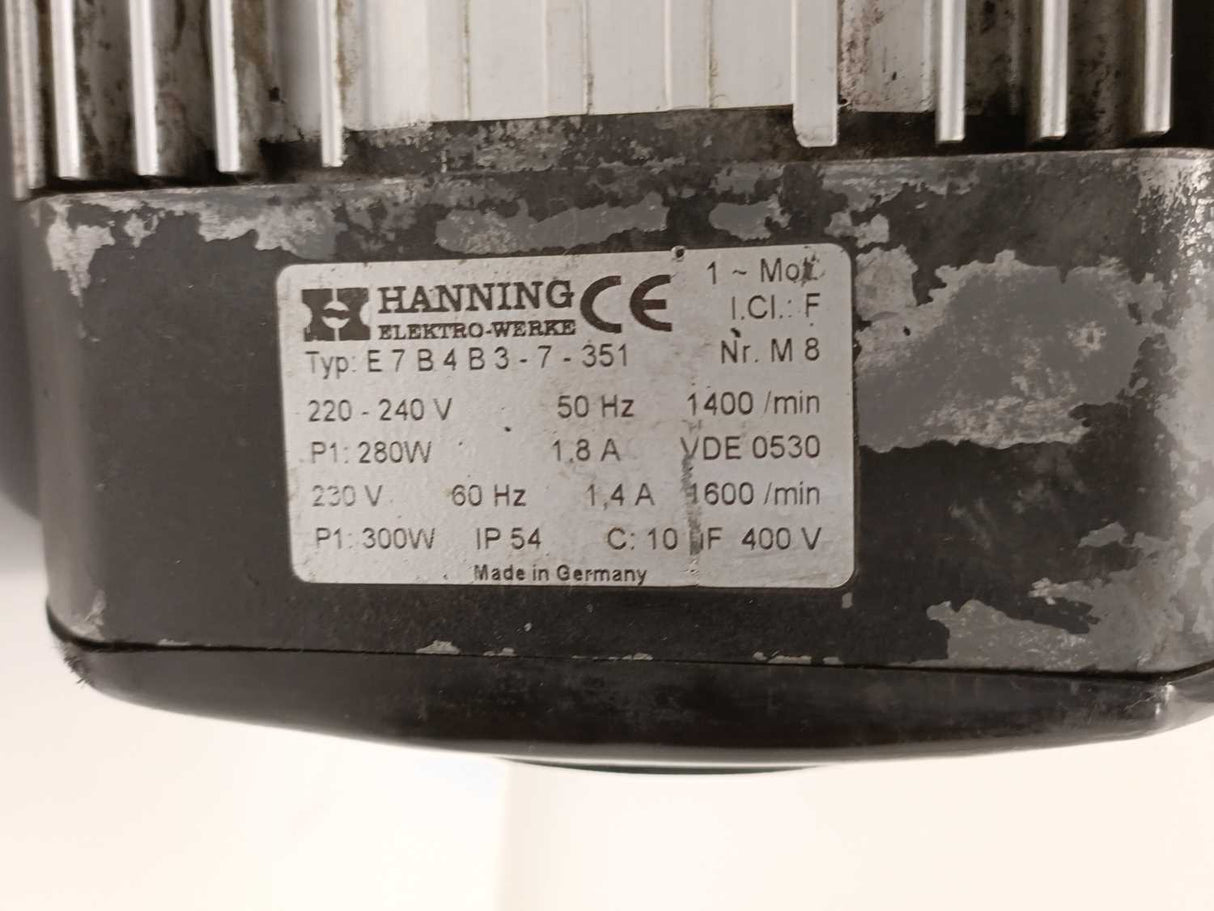 HANNING CE 1 ~ Mot.
ELEKTRO-WERKE I.Cl.: F
Typ: E 7 B 4 B 3 - 7 - 351 Nr. M 8
220 - 240 V 50 Hz 1400 /min
P1: 280W 1,8 A VDE 0530
230 V 60 Hz 1,4 A 1600 /min
P1: 300W IP 54 C: 10 µF 400 V
Made in Germany